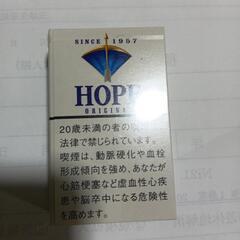 SINCE 1957
HOPE
ORIGINAL
20歳未満の者の喫煙は
法律で禁じられています。
喫煙は、動脈硬化や血栓
形成傾向を強め、あなたが
心筋梗塞など虚血性心疾
患や脳卒中になる危険性
を高めます。